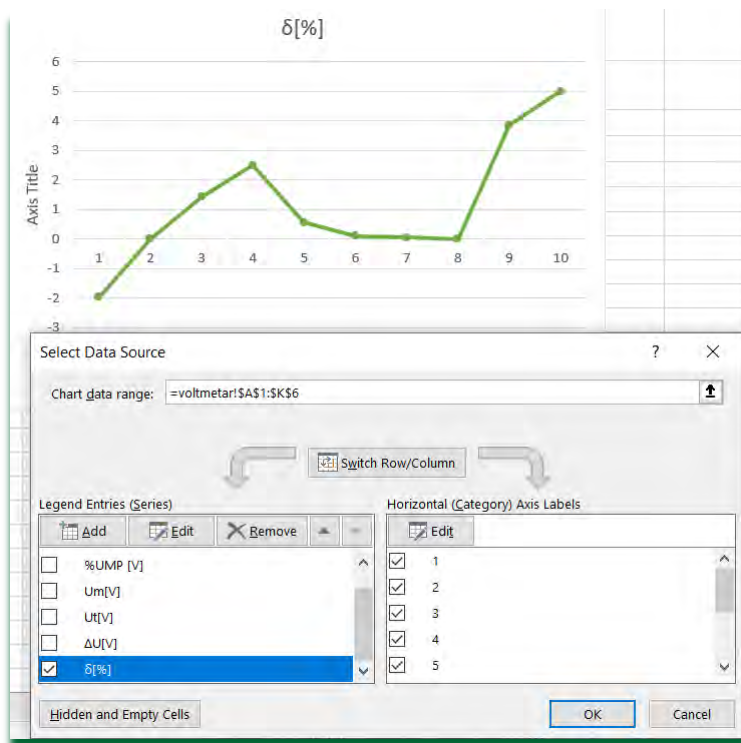 δ[%]
6
5
4
3
2
1
0
-1
-2
-3
Axis Title
1 2 3 4 5 6 7 8 9 10
Select Data Source ? ×
Chart data range: =voltmetar!$A$1:$K$6
Switch Row/Column
Legend Entries (Series) Horizontal (Category) Axis Labels
Add Edit Remove Edit
%UMP [V] 1
Um[V] 2
Ut[V] 3
ΔU[V] 4
δ[%] 5
Hidden and Empty Cells OK Cancel